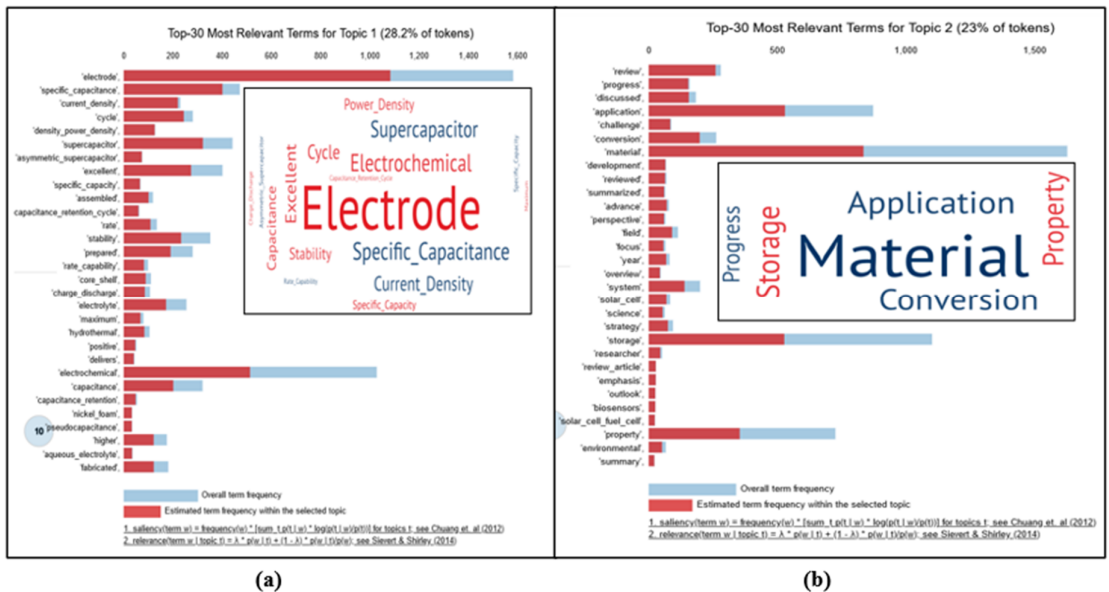 (a)
Top-30 Most Relevant Terms for Topic 1 (28.2% of tokens)
0 200 400 600 800 1,000 1,200 1,400 1,600
'electrode',
'specific_capacitance',
'current_density',
'cycle',
'density_power_density',
'supercapacitor',
'asymmetric_supercapacitor',
'excellent',
'specific_capacity',
'assembled',
capacitance_retention_cycle',
'rate',
'stability',
'prepared',
'rate_capability',
'core_shell',
'charge_discharge',
'electrolyte',
'maximum',
'hydrothermal',
'positive',
'delivers',
'electrochemical',
'capacitance',
'capacitance_retention',
'nickel_foam',
'pseudocapacitance',
'higher',
'aqueous_electrolyte',
'fabricated',
10
Power_Density
Supercapacitor
Cycle
Electrochemical
Capacitance_Retention_Cycle
Excellent
Electrode
Capacitance
Charge_Discharge
Asymmetric_Supercapacitor
Specific_Capacity
Maximum
Stability
Specific_Capacitance
Rate_Capability
Current_Density
Specific_Capacity
Overall term frequency
Estimated term frequency within the selected topic
1. saliency(term w) = frequency(w) * [sum_t p(t | w) * log(p(t | w)/p(t))] for topics t; see Chuang et. al (2012)
2. relevance(term w | topic t) = λ * p(w | t) + (1 - λ) * p(w | t)/p(w); see Sievert & Shirley (2014)
(a)
(b)
Top-30 Most Relevant Terms for Topic 2 (23% of tokens)
0 500 1,000 1,500
'review',
'progress',
'discussed',
'application',
'challenge',
'conversion',
'material',
'development',
'reviewed',
'summarized',
'advance',
'perspective',
'field',
'focus',
'year',
'overview',
'system',
'solar_cell',
'science',
'strategy',
'storage',
'researcher',
'review_article',
'emphasis',
'outlook',
'biosensors',
'solar_cell_fuel_cell',
'property',
'environmental',
'summary',
Application
Progress
Storage
Material
Property
Conversion
Overall term frequency
Estimated term frequency within the selected topic
1. saliency(term w) = frequency(w) * [sum_t p(t | w) * log(p(t | w)/p(t))] for topics t; see Chuang et. al (2012)
2. relevance(term w | topic t) = λ * p(w | t) + (1 - λ) * p(w | t)/p(w); see Sievert & Shirley (2014)
(b)